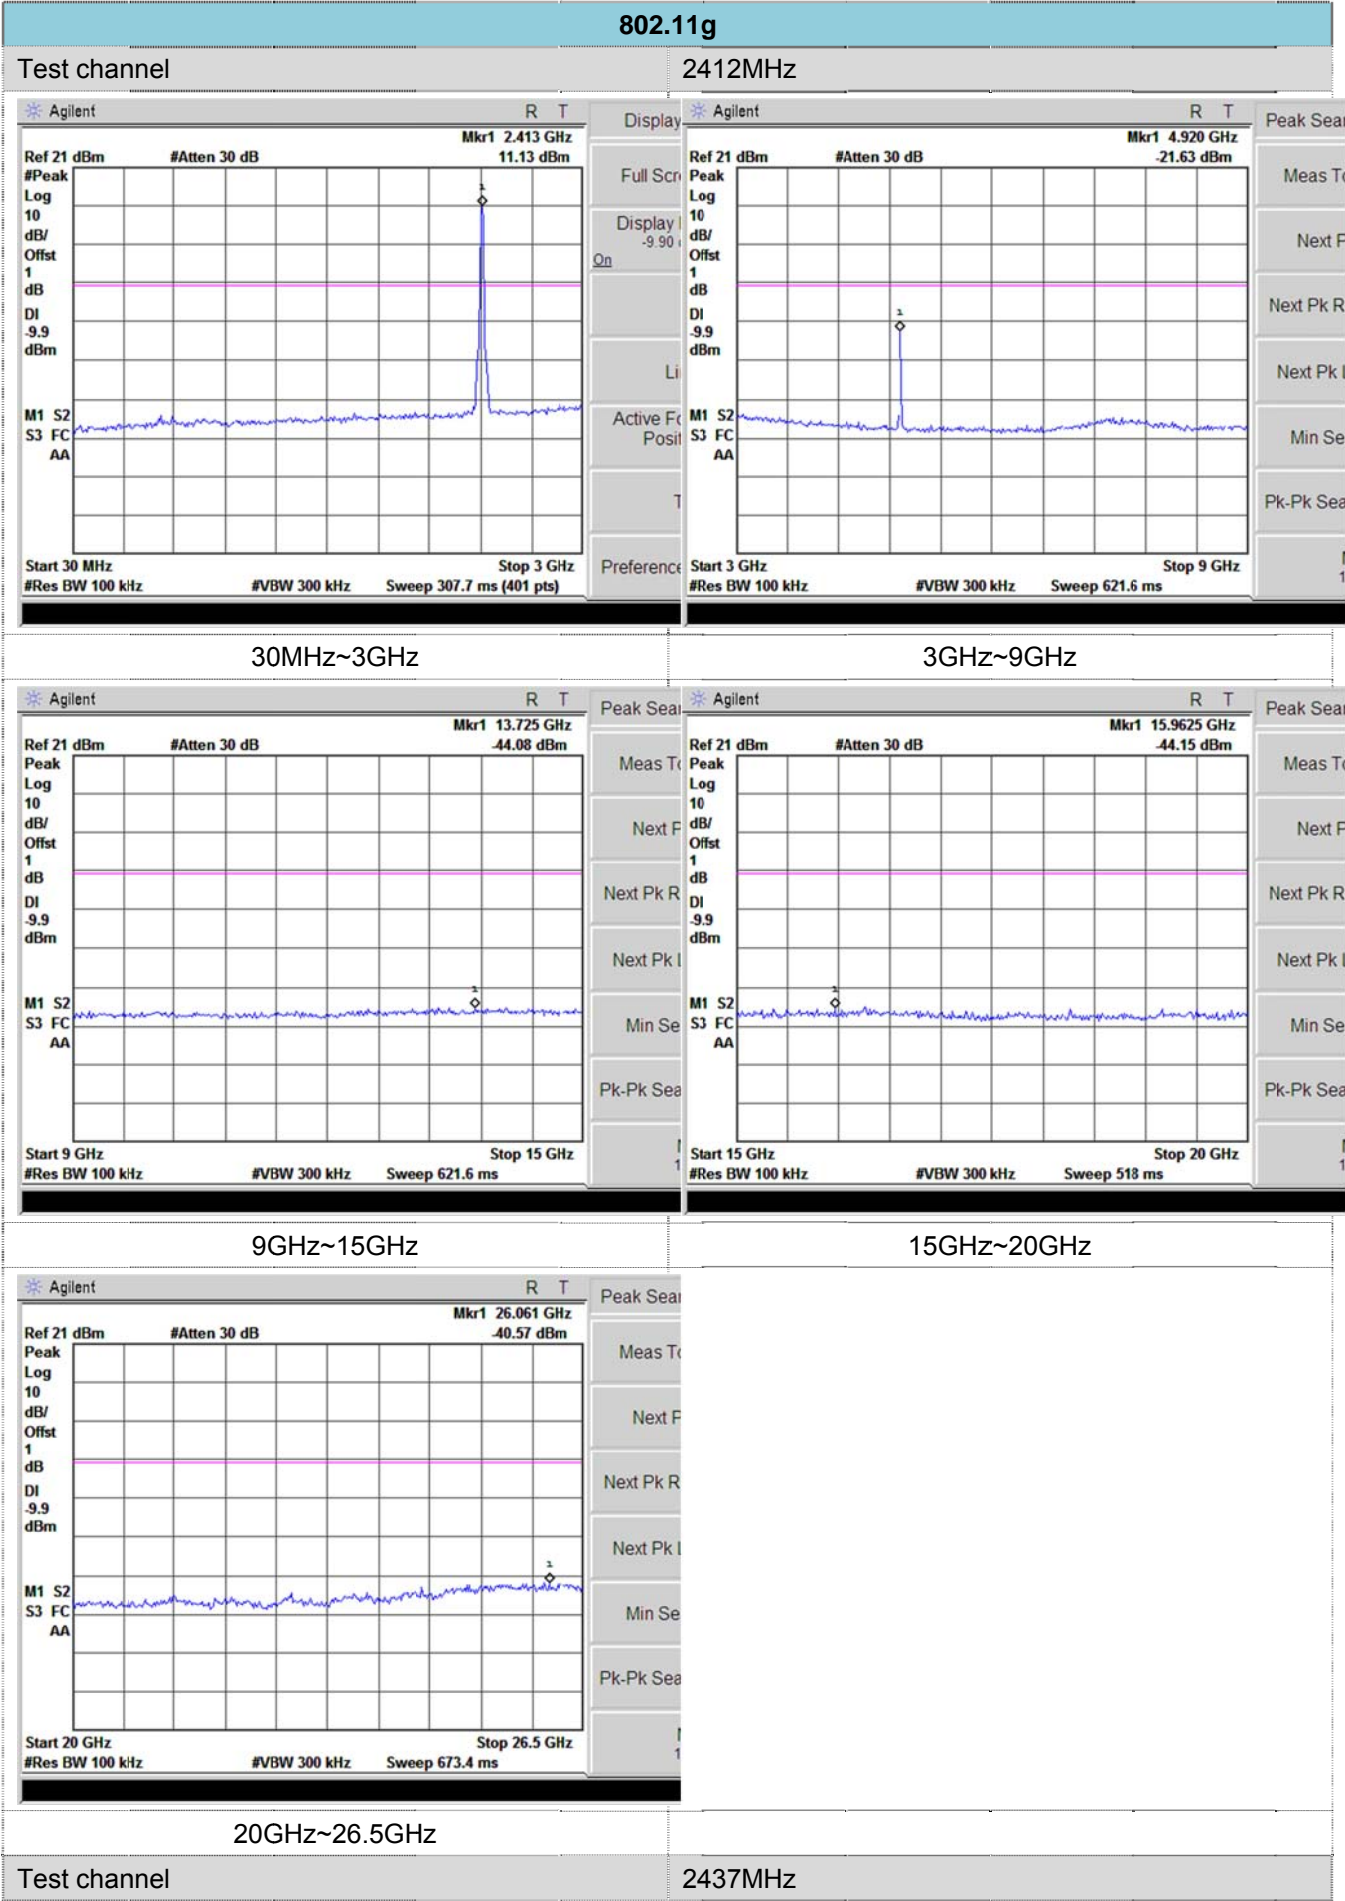 802.11g
Test channel 2412MHz
Agilent R T
Mkr1 2.413 GHz
Ref 21 dBm #Atten 30 dB 11.13 dBm
#Peak
Log
10
dB/
Offst
1
dB
DI
-9.9
dBm
M1 S2
S3 FC
AA
1
Start 30 MHz Stop 3 GHz
#Res BW 100 kHz #VBW 300 kHz Sweep 307.7 ms (401 pts)
Display
Full Scr
Display
-9.90
On
Li
Active Fo
Posit
T
Preference
Agilent R T
Mkr1 4.920 GHz
Ref 21 dBm #Atten 30 dB -21.63 dBm
Peak
Log
10
dB/
Offst
1
dB
DI
-9.9
dBm
M1 S2
S3 FC
AA
1
Start 3 GHz Stop 9 GHz
#Res BW 100 kHz #VBW 300 kHz Sweep 621.6 ms
Peak Sear
Meas To
Next P
Next Pk R
Next Pk L
Min Se
Pk-Pk Sea
1
30MHz~3GHz 3GHz~9GHz
Agilent R T
Mkr1 13.725 GHz
Ref 21 dBm #Atten 30 dB -44.08 dBm
Peak
Log
10
dB/
Offst
1
dB
DI
-9.9
dBm
M1 S2
S3 FC
AA
1
Start 9 GHz Stop 15 GHz
#Res BW 100 kHz #VBW 300 kHz Sweep 621.6 ms
Peak Sear
Meas To
Next P
Next Pk R
Next Pk L
Min Se
Pk-Pk Sea
1
Agilent R T
Mkr1 15.9625 GHz
Ref 21 dBm #Atten 30 dB -44.15 dBm
Peak
Log
10
dB/
Offst
1
dB
DI
-9.9
dBm
M1 S2
S3 FC
AA
1
Start 15 GHz Stop 20 GHz
#Res BW 100 kHz #VBW 300 kHz Sweep 518 ms
Peak Sear
Meas To
Next P
Next Pk R
Next Pk L
Min Se
Pk-Pk Sea
1
9GHz~15GHz 15GHz~20GHz
Agilent R T
Mkr1 26.061 GHz
Ref 21 dBm #Atten 30 dB -40.57 dBm
Peak
Log
10
dB/
Offst
1
dB
DI
-9.9
dBm
M1 S2
S3 FC
AA
1
Start 20 GHz Stop 26.5 GHz
#Res BW 100 kHz #VBW 300 kHz Sweep 673.4 ms
Peak Sear
Meas To
Next P
Next Pk R
Next Pk L
Min Se
Pk-Pk Sea
1
20GHz~26.5GHz
Test channel 2437MHz